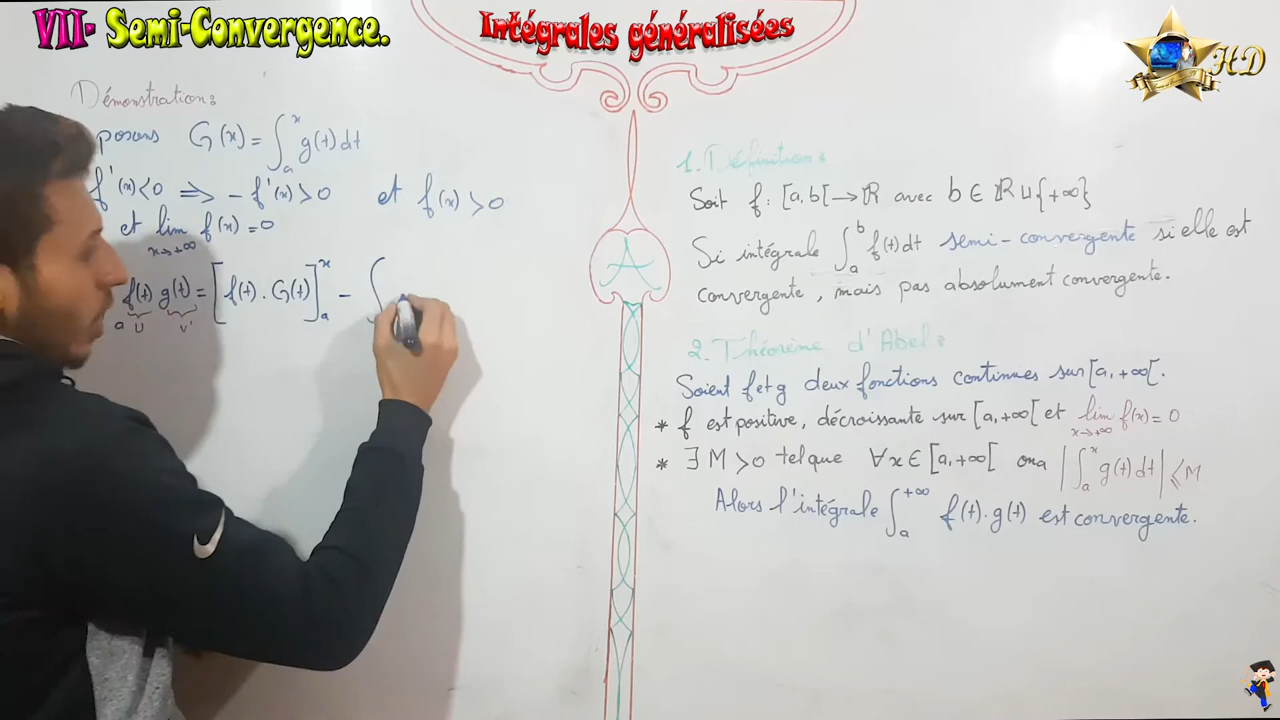 VII- Semi-Convergence.
Intégrales généralisées
HD
Démonstration:
posons G(x) = ∫_a^x g(t) dt
f'(x)<0 ⟹ - f'(x) > 0 et f(x) > 0
et lim_{x→+∞} f(x) = 0
a f(t) g(t) = [f(t) . G(t)]_a^x - ∫
U V'
1. Définition:
Soit f: [a, b[ → ℝ avec b ∈ ℝ ∪ {+∞}
Si intégrale ∫_a^b f(t) dt semi-convergente si elle est
convergente, mais pas absolument convergente.
2. Théorème d'Abel:
Soient f et g deux fonctions continues sur [a, +∞[.
* f est positive, décroissante sur [a, +∞[ et lim_{x→+∞} f(x) = 0
* ∃ M > 0 tel que ∀x ∈ [a, +∞[ on a |∫_a^x g(t) dt| ⩽ M
Alors l'intégrale ∫_a^{+∞} f(t) . g(t) est convergente.